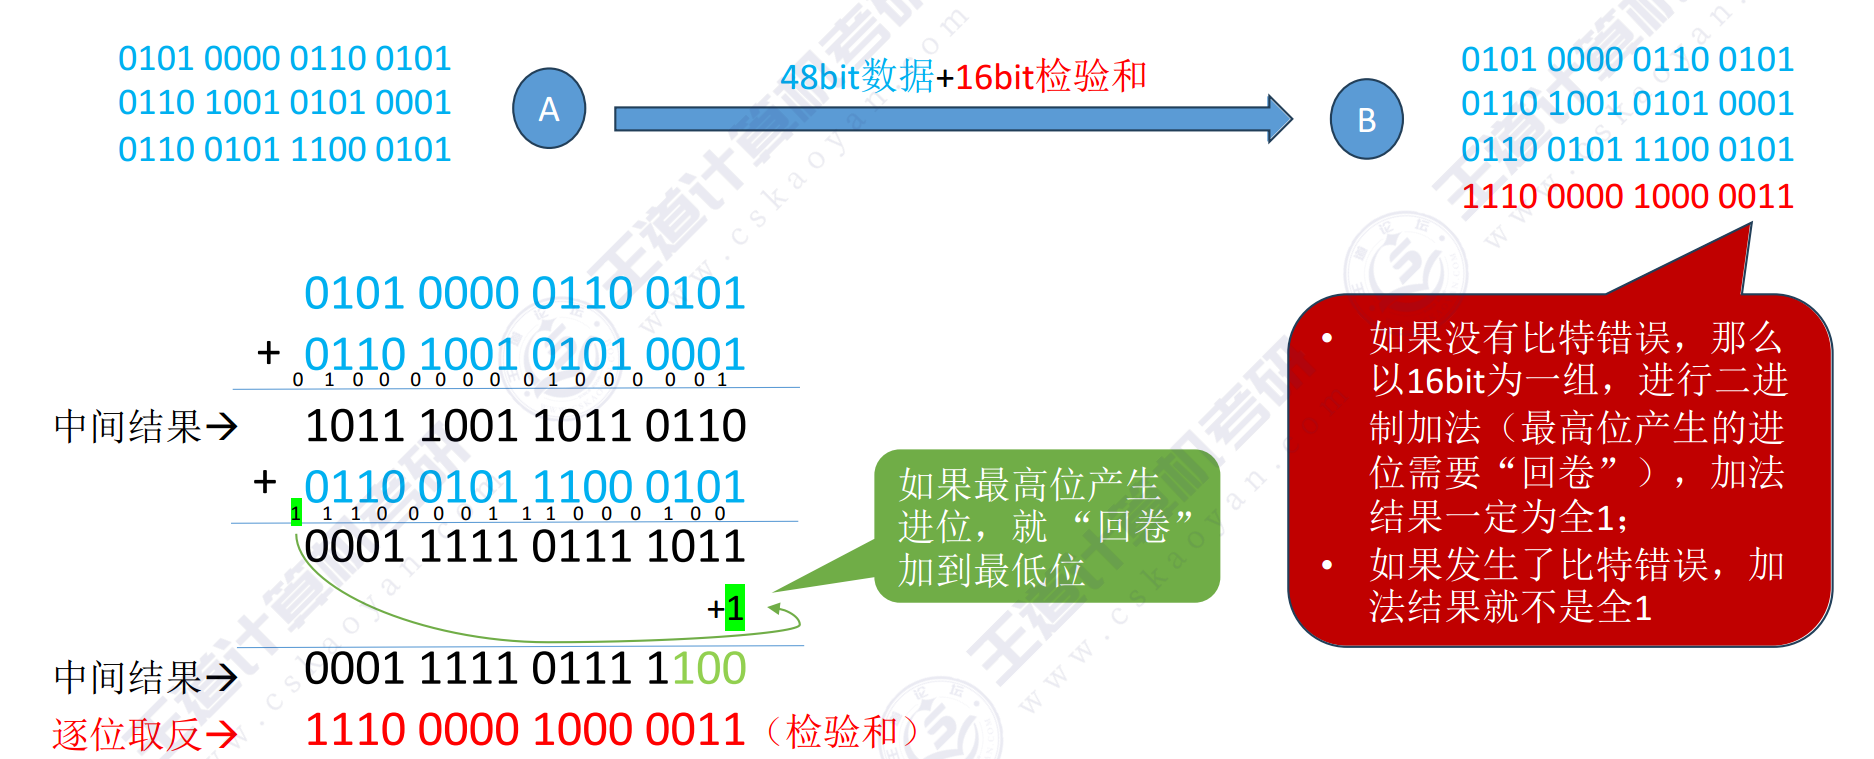 0101 0000 0110 0101
0110 1001 0101 0001
0110 0101 1100 0101
A
48bit数据+16bit检验和
B
0101 0000 0110 0101
0110 1001 0101 0001
0110 0101 1100 0101
1110 0000 1000 0011
0101 0000 0110 0101
+ 0110 1001 0101 0001
0 1 0 0 0 0 0 0 0 1 0 0 0 0 0 1
中间结果→ 1011 1001 1011 0110
+ 0110 0101 1100 0101
1 1 1 0 0 0 0 1 1 1 0 0 0 1 0 0
0001 1111 0111 1011
+1
中间结果→ 0001 1111 0111 1100
逐位取反→ 1110 0000 1000 0011（检验和）
如果最高位产生
进位，就 “回卷”
加到最低位
• 如果没有比特错误，那么
以16bit为一组，进行二进
制加法（最高位产生的进
位需要“回卷”），加法
结果一定为全1；
• 如果发生了比特错误，加
法结果就不是全1
王道计算机考研
www.cskaoyan.com